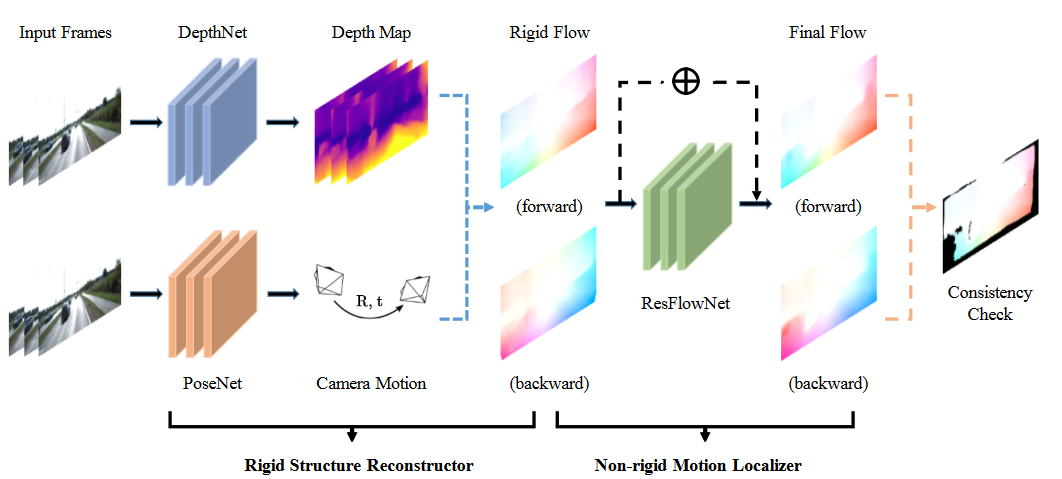 Input Frames
DepthNet
Depth Map
Rigid Flow
Final Flow
(forward)
(forward)
R, t
ResFlowNet
Consistency
Check
PoseNet
Camera Motion
(backward)
(backward)
Rigid Structure Reconstructor
Non-rigid Motion Localizer